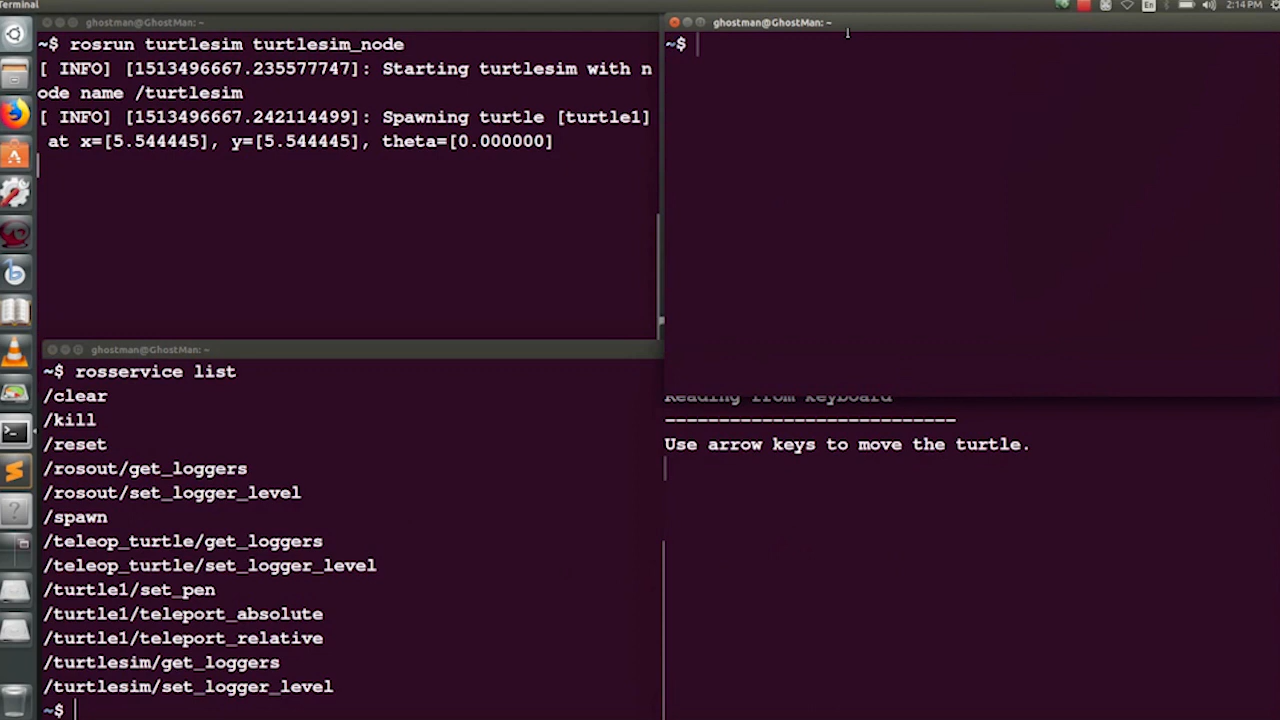 Terminal
En
2:14 PM
ghostman@GhostMan: ~
~$ rosrun turtlesim turtlesim_node
[ INFO] [1513496667.235577747]: Starting turtlesim with n
ode name /turtlesim
[ INFO] [1513496667.242114499]: Spawning turtle [turtle1]
at x=[5.544445], y=[5.544445], theta=[0.000000]
ghostman@GhostMan: ~
~$
ghostman@GhostMan: ~
~$ rosservice list
/clear
/kill
/reset
/rosout/get_loggers
/rosout/set_logger_level
/spawn
/teleop_turtle/get_loggers
/teleop_turtle/set_logger_level
/turtle1/set_pen
/turtle1/teleport_absolute
/turtle1/teleport_relative
/turtlesim/get_loggers
/turtlesim/set_logger_level
~$
Reading from keyboard
---------------------------
Use arrow keys to move the turtle.